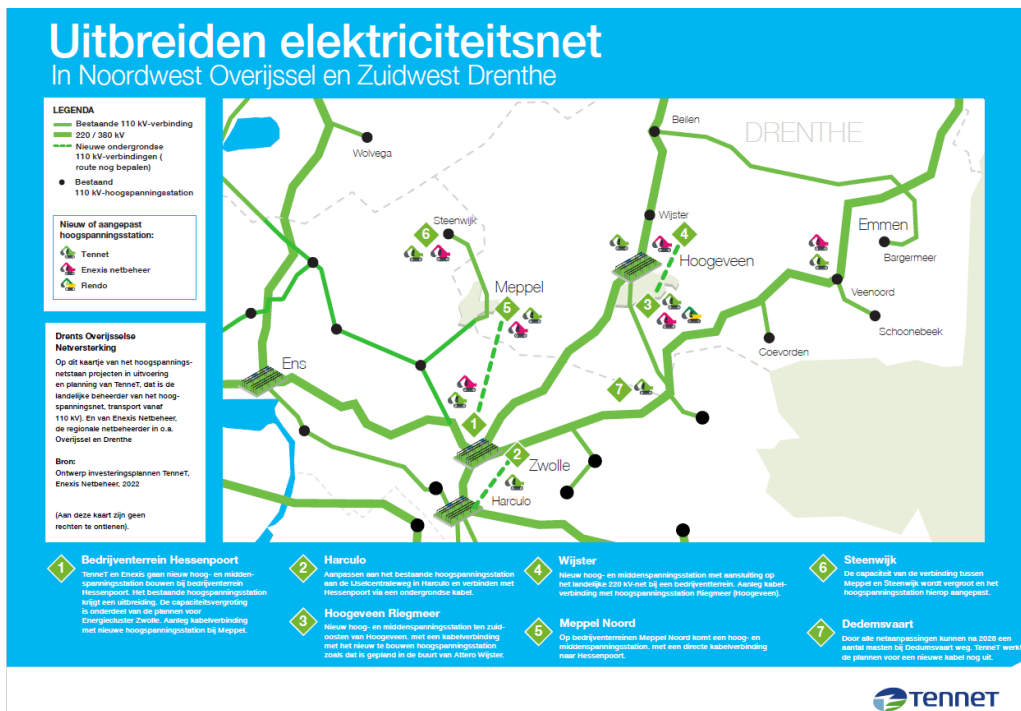 Uitbreiden elektriciteitsnet
In Noordwest Overijssel en Zuidwest Drenthe
LEGENDA
Bestaande 110 kV-verbinding
220 / 380 kV
Nieuwe ondergrondse
110 kV-verbindingen (
route nog bepalen)
Bestaand
110 kV-hoogspanningsstation
Nieuw of aangepast
hoogspanningsstation:
Tennet
Enexis netbeheer
Rendo
Drents Overijsselse
Netversterking
Op dit kaartje van het hoogspannings-
netstaan projecten in uitvoering
en planning van TenneT, dat is de
landelijke beheerder van het hoog-
spanningsnet, transport vanaf
110 kV). En van Enexis Netbeheer,
de regionale netbeheerder in o.a.
Overijssel en Drenthe
Bron:
Ontwerp investeringsplannen TenneT,
Enexis Netbeheer, 2022
(Aan deze kaart zijn geen
rechten te ontlenen).
Wolvega
Beilen
DRENTHE
Steenwijk
6
Wijster
4
Emmen
Bargermeer
Hoogeveen
Meppel
5
3
Veenoord
Schoonebeek
Coevorden
Ens
7
1
2
Zwolle
Harculo
1
Bedrijventerrein Hessenpoort
TenneT en Enexis gaan nieuw hoog- en midden-
spanningsstation bouwen bij bedrijventerrein
Hessenpoort. Het bestaande hoogspanningsstation
krijgt een uitbreiding. De capaciteitsvergroting
is onderdeel van de plannen voor
Energiecluster Zwolle. Aanleg kabelverbinding
met nieuwe hoogspanningsstation bij Meppel.
2
Harculo
Aanpassen aan het bestaande hoogspanningsstation
aan de IJselcentraleweg in Harculo en verbinden met
Hessenpoort via een ondergrondse kabel.
3
Hoogeveen Riegmeer
Nieuw hoog- en middenspanningsstation ten zuid-
oosten van Hoogeveen, met een kabelverbinding
met het nieuw te bouwen hoogspanningsstation
zoals dat is gepland in de buurt van Attero Wijster.
4
Wijster
Nieuw hoog- en middenspanningsstation met aansluiting op
het landelijke 220 kV-net bij een bedrijventterrein. Aanleg kabel-
verbinding met hoogspanningsstation Riegmeer (Hoogeveen).
5
Meppel Noord
Op bedrijventerreinen Meppel Noord komt een hoog- en
middenspanningsstation. met een directe kabelverbinding
naar Hessenpoort.
6
Steenwijk
De capaciteit van de verbinding tussen
Meppel en Steenwijk wordt vergroot en het
hoogspanningsstation hierop aangepast.
7
Dedemsvaart
Door alle netaanpassingen kunnen na 2028 een
aantal masten bij Dedumsvaart weg. TenneT werkt
de plannen voor een nieuwe kabel nog uit.
TENNET